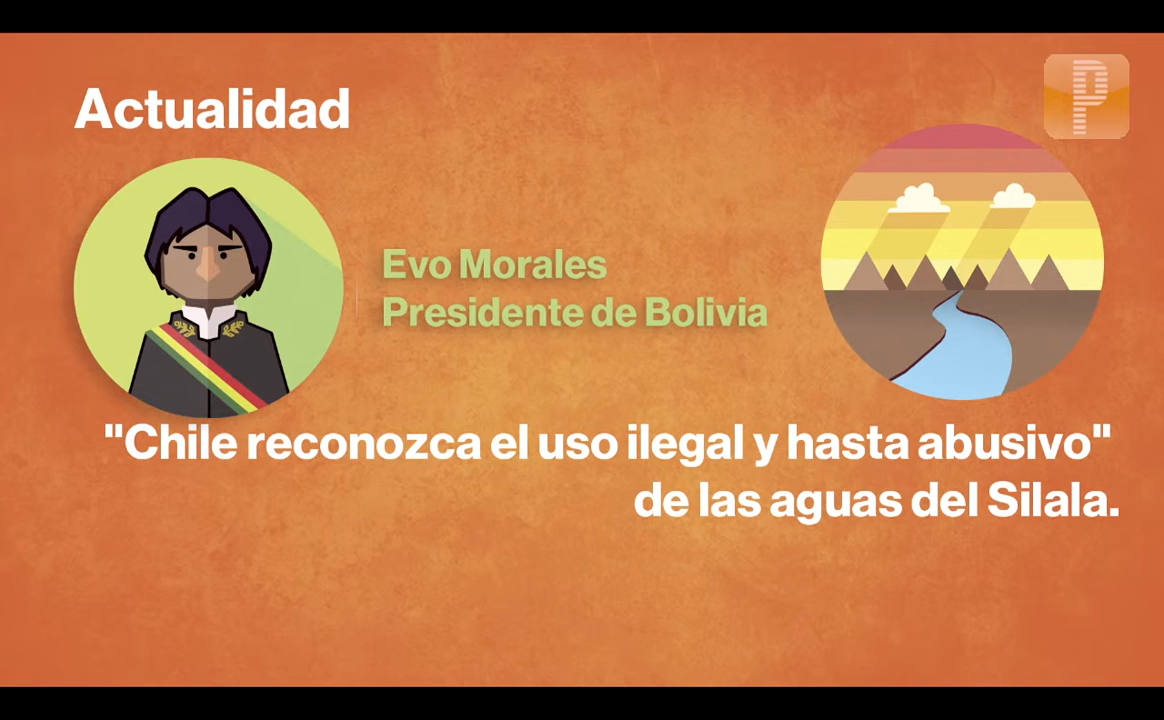 Actualidad
P
Evo Morales
Presidente de Bolivia
"Chile reconozca el uso ilegal y hasta abusivo"
de las aguas del Silala.